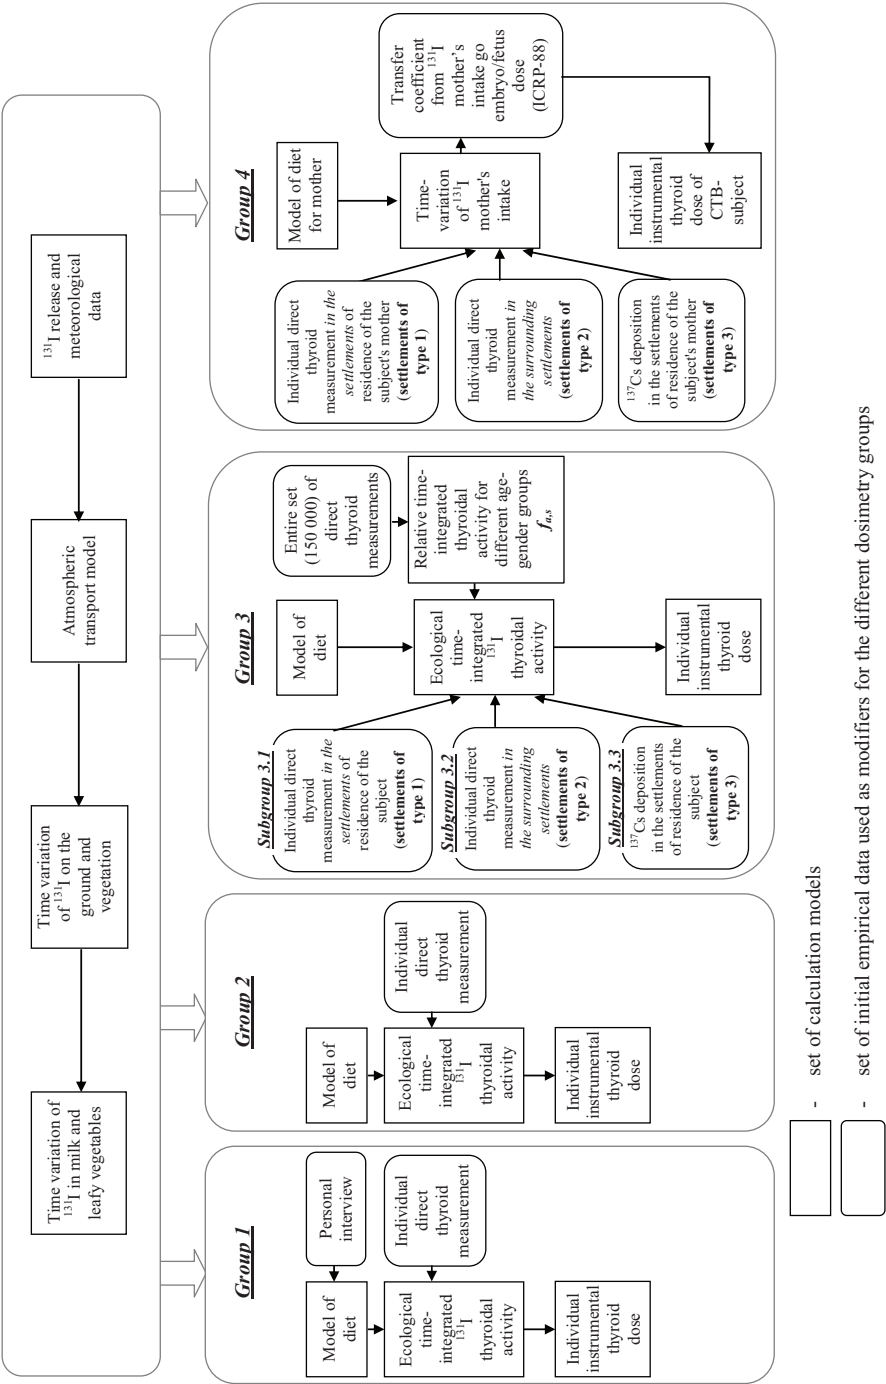 Time variation of
131I in milk and
leafy vegetables
Time variation
of 131I on the
ground and
vegetation
Atmospheric
transport model
131I release and
meteorological
data
Group 1
Personal
interview
Model of
diet
Individual
direct
thyroid
measurement
Ecological
time-
integrated
131I
thyroidal
activity
Individual
instrumental
thyroid
dose
Group 2
Model of
diet
Individual
direct
thyroid
measurement
Ecological
time-
integrated
131I
thyroidal
activity
Individual
instrumental
thyroid
dose
Group 3
Subgroup 3.1
Individual direct
thyroid
measurement in the
settlements of
residence of the
subject
(settlements of
type 1)
Subgroup 3.2
Individual direct
thyroid
measurement in
the surrounding
settlements
(settlements of
type 2)
Subgroup 3.3
137Cs deposition
in the settlements
of residence of the
subject
(settlements of
type 3)
Model of
diet
Ecological
time-
integrated
131I
thyroidal
activity
Individual
instrumental
thyroid
dose
Entire set
(150 000) of
direct
thyroid
measurements
Relative time-
integrated
thyroidal
activity for
different age-
gender groups
fa,s
Group 4
Individual direct
thyroid
measurement in the
settlements of
residence of the
subject's mother
(settlements of
type 1)
Individual direct
thyroid
measurement in
the surrounding
settlements
(settlements of
type 2)
137Cs deposition
in the settlements
of residence of the
subject's mother
(settlements of
type 3)
Model of diet
for mother
Time-
variation
of 131I
mother's
intake
Transfer
coefficient
from 131I
mother's
intake go
embryo/fetus
dose
(ICRP-88)
Individual
instrumental
thyroid
dose of
CTB-
subject
- set of calculation models
- set of initial empirical data used as modifiers for the different dosimetry groups